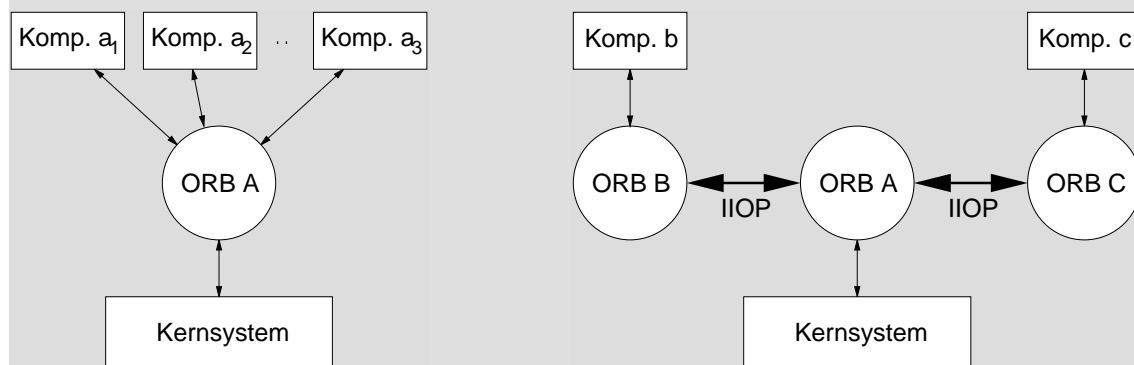 Komp. a1 Komp. a2 .. Komp. a3 Komp. b Komp. c
ORB A ORB B ORB A ORB C
IIOP IIOP
Kernsystem Kernsystem